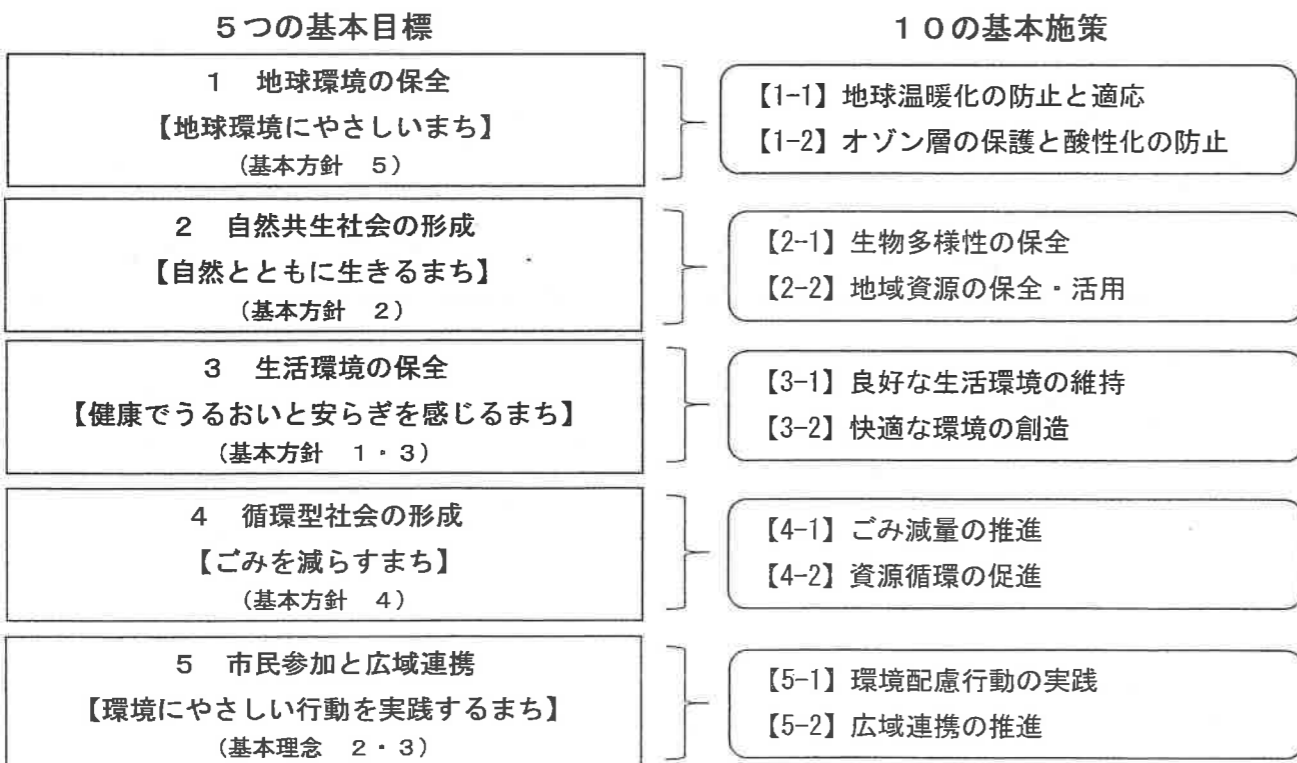 ５つの基本目標
１０の基本施策
１　地球環境の保全
【地球環境にやさしいまち】
（基本方針　５）
【1-1】地球温暖化の防止と適応
【1-2】オゾン層の保護と酸性化の防止
２　自然共生社会の形成
【自然とともに生きるまち】
（基本方針　２）
【2-1】生物多様性の保全
【2-2】地域資源の保全・活用
３　生活環境の保全
【健康でうるおいと安らぎを感じるまち】
（基本方針　１・３）
【3-1】良好な生活環境の維持
【3-2】快適な環境の創造
４　循環型社会の形成
【ごみを減らすまち】
（基本方針　４）
【4-1】ごみ減量の推進
【4-2】資源循環の促進
５　市民参加と広域連携
【環境にやさしい行動を実践するまち】
（基本理念　２・３）
【5-1】環境配慮行動の実践
【5-2】広域連携の推進